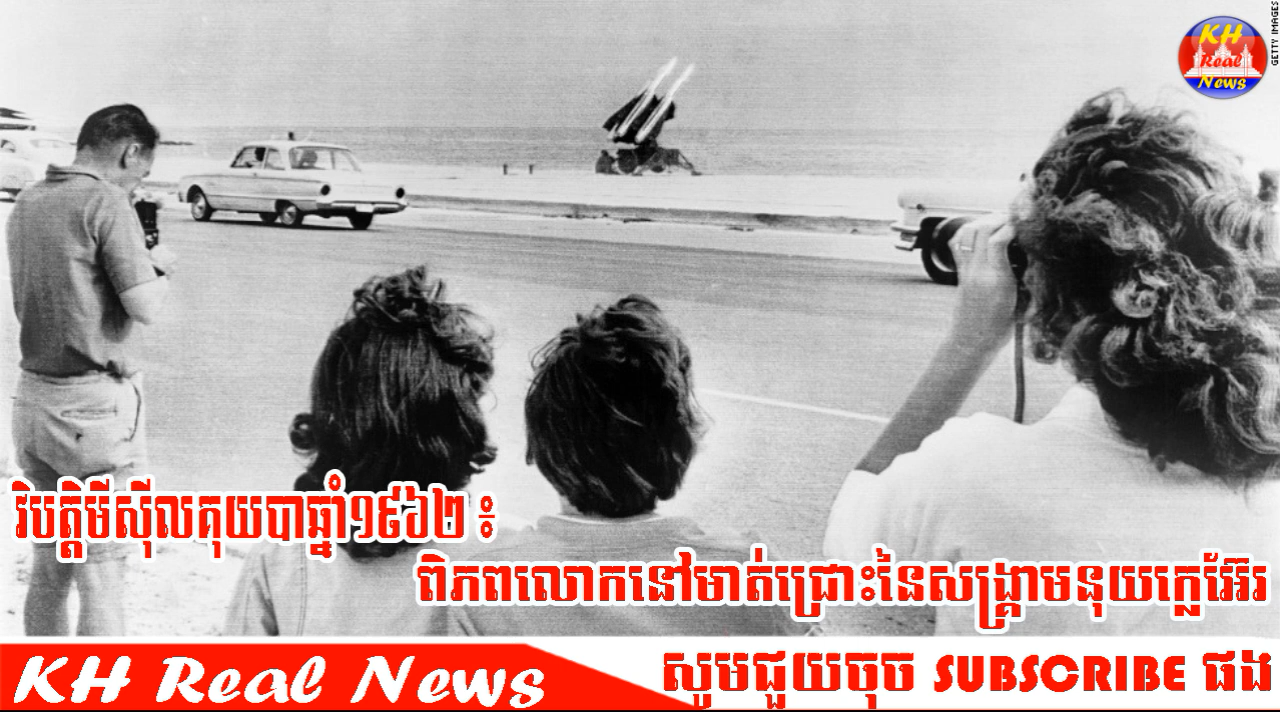 GETTY IMAGES
KH
Real
News
វិបត្តិមីស៊ីលគុយបាឆ្នាំ១៩៦២ ៖
ពិភពលោកនៅមាត់ជ្រោះនៃសង្គ្រាមនុយក្លេអ៊ែរ
KH Real News
សូមជួយចុច SUBSCRIBE ផង